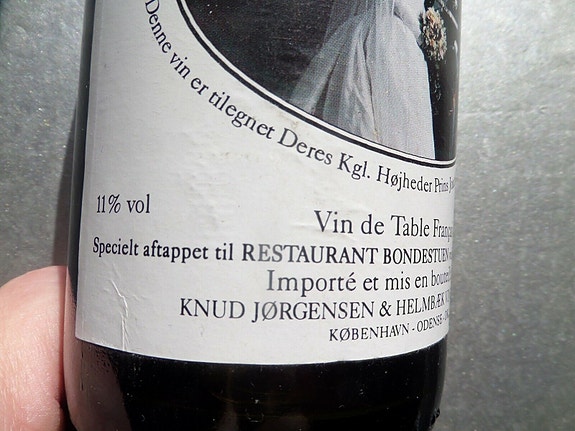 Denne vin er tilegnet Deres Kgl. Højheder Prins
11% vol
Vin de Table
Specielt aftappet til RESTAURANT BONDESTUEN
Importé et mis en
KNUD JØRGENSEN & HELMBÆK
KØBENHAVN - ODENSE -